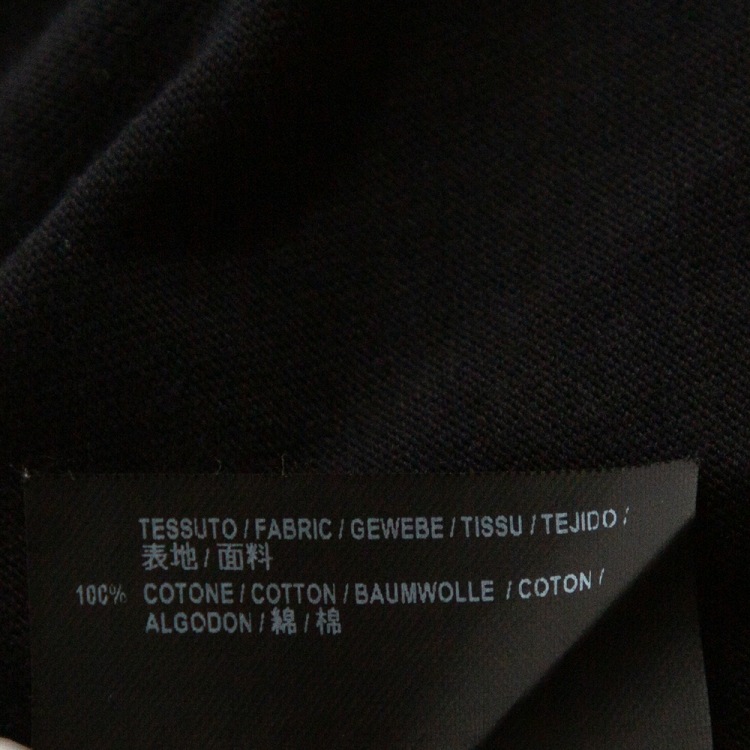 TESSUTO / FABRIC / GEWEBE / TISSU / TEJIDO /
表地 / 面料
100% COTONE / COTTON / BAUMWOLLE / COTON /
ALGODON / 綿 / 棉